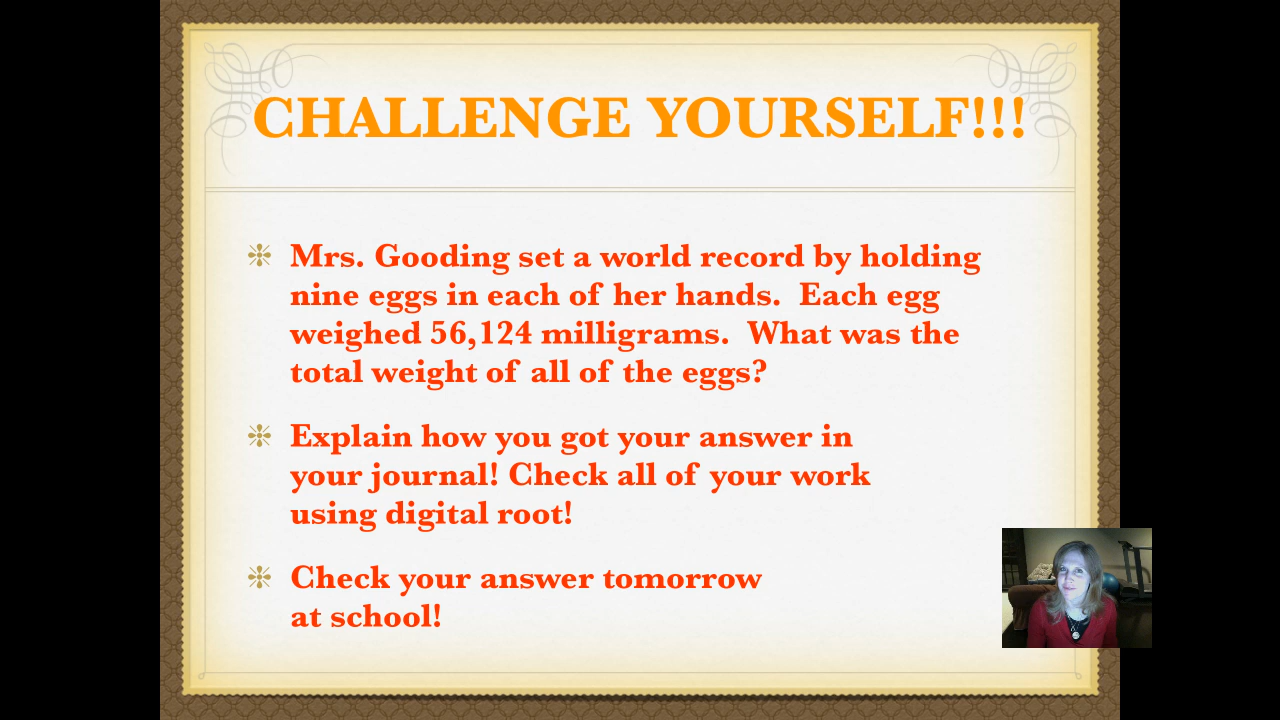 CHALLENGE YOURSELF!!!
Mrs. Gooding set a world record by holding
nine eggs in each of her hands.  Each egg
weighed 56,124 milligrams.  What was the
total weight of all of the eggs?
Explain how you got your answer in
your journal! Check all of your work
using digital root!
Check your answer tomorrow
at school!